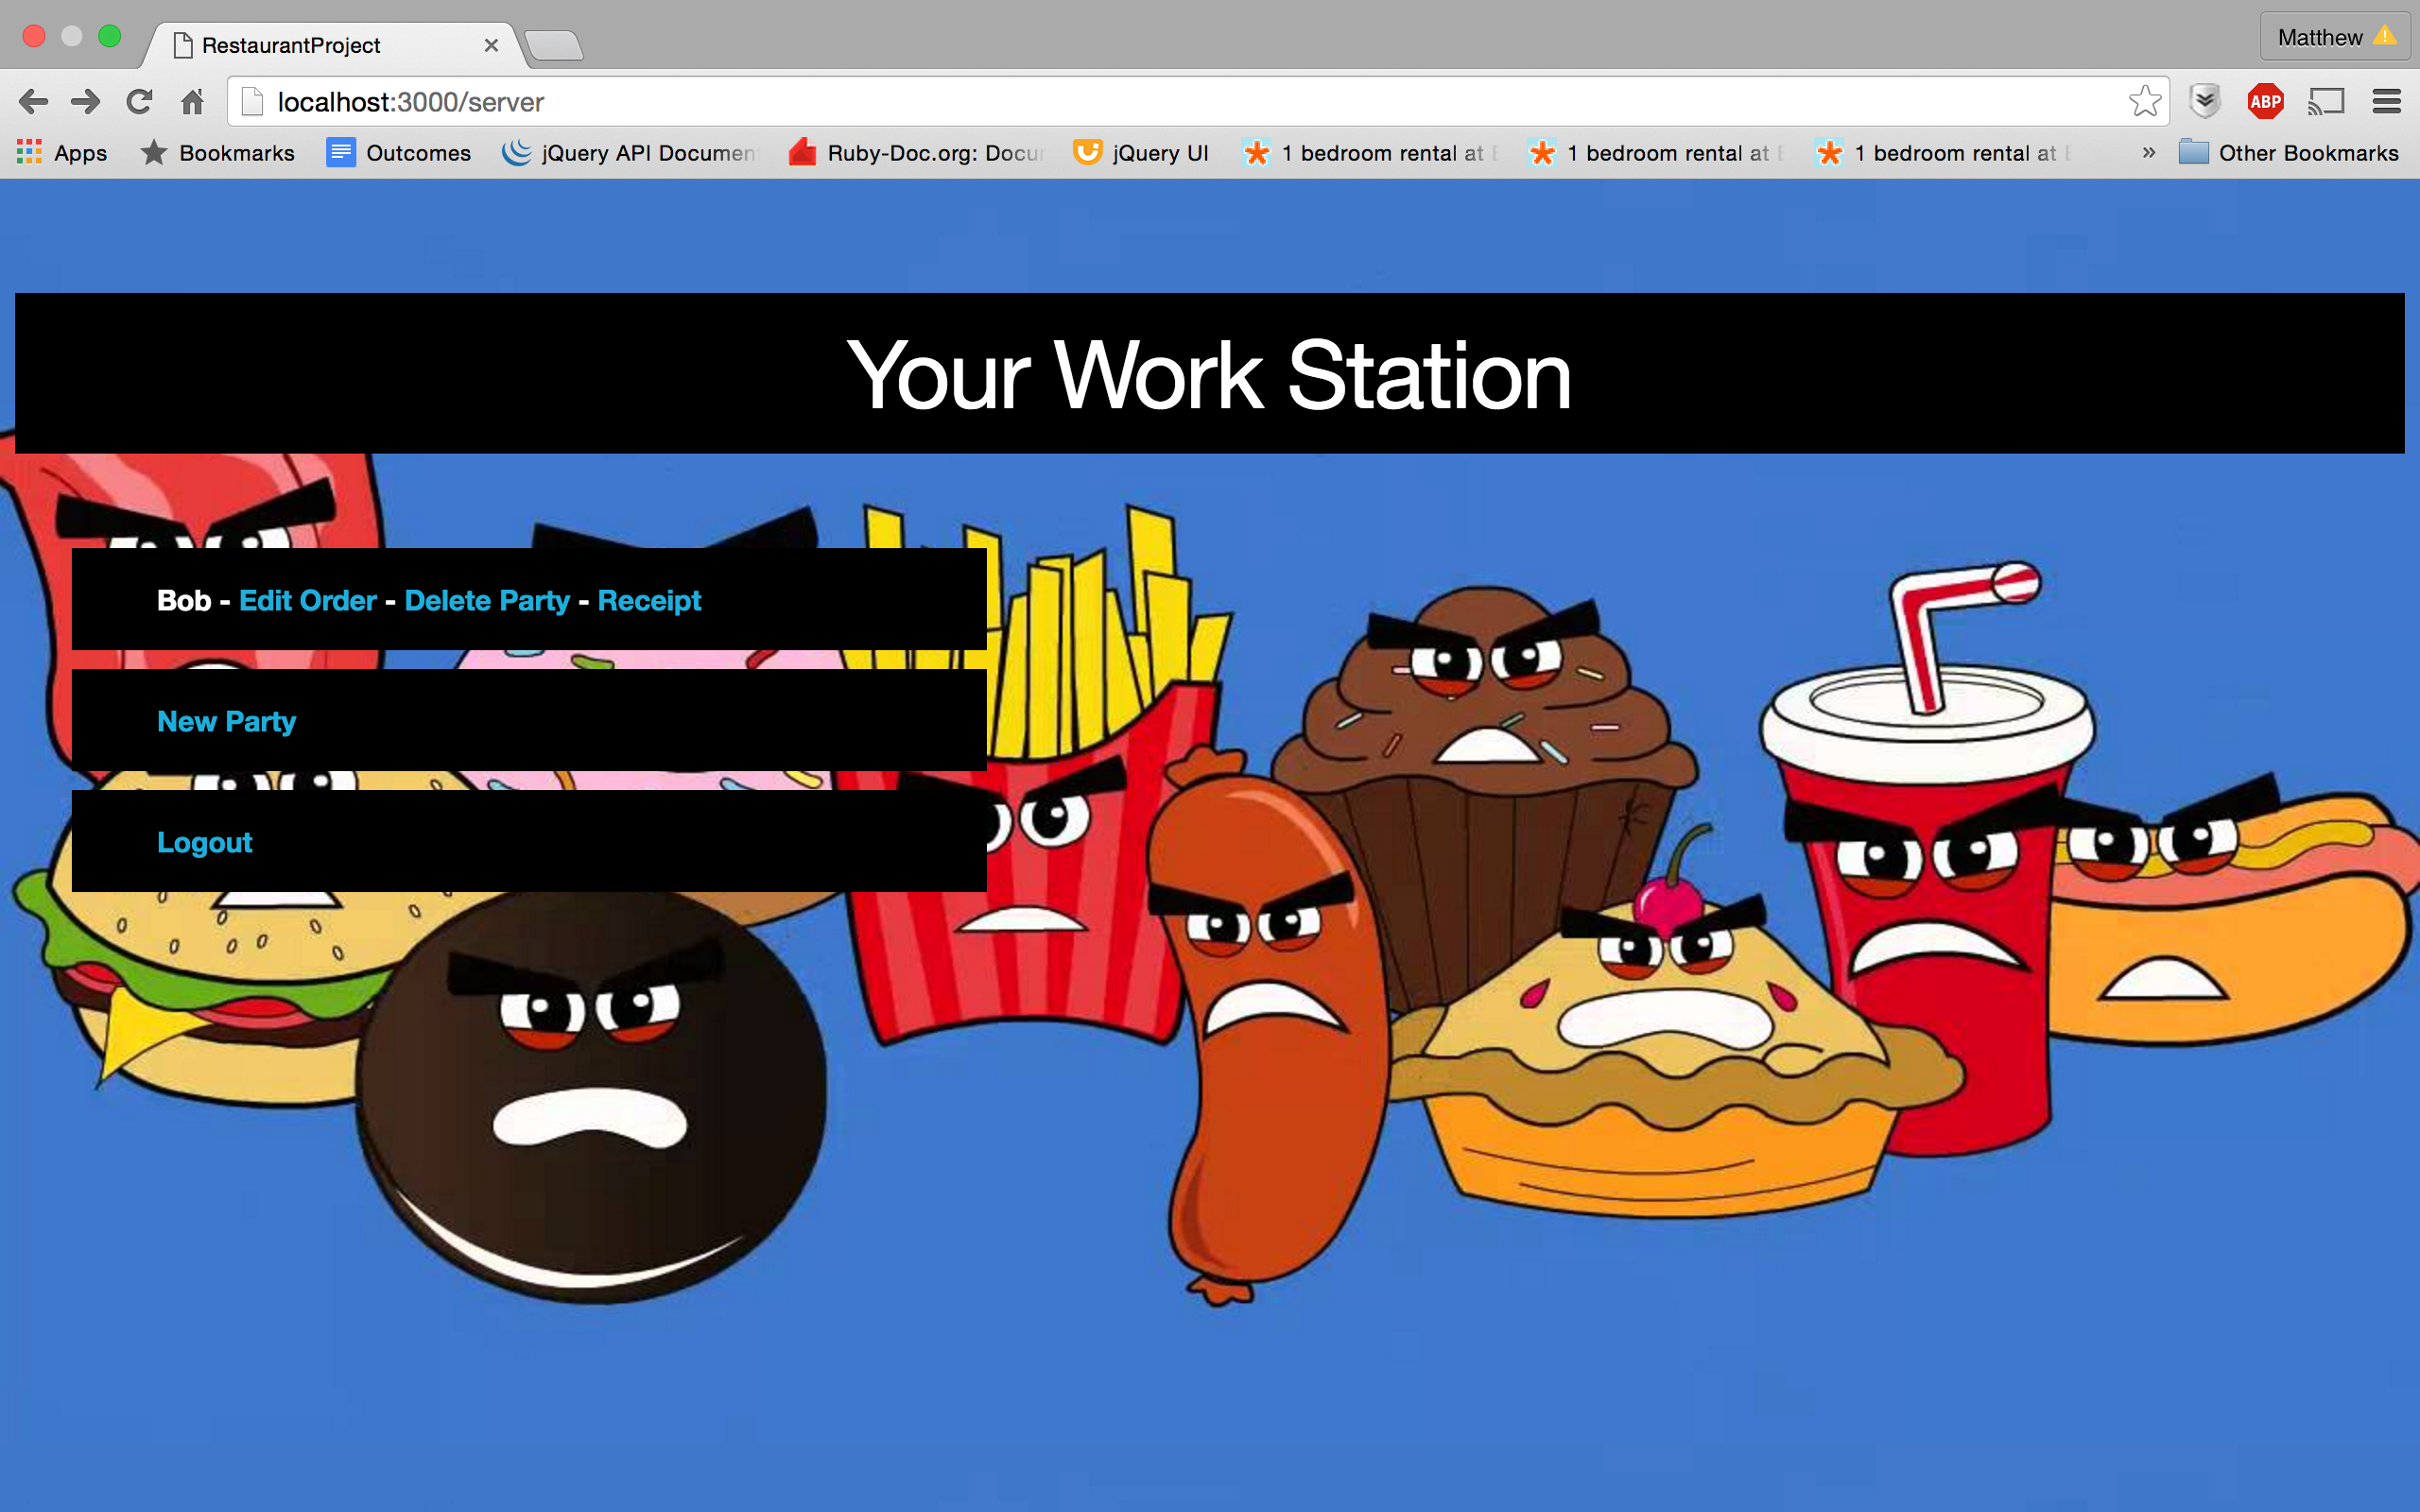 RestaurantProject
Matthew
localhost:3000/server
ABP
Apps Bookmarks Outcomes jQuery API Documen Ruby-Doc.org: Docu jQuery UI 1 bedroom rental at 1 bedroom rental at 1 bedroom rental at » Other Bookmarks
Your Work Station
Bob - Edit Order - Delete Party - Receipt
New Party
Logout